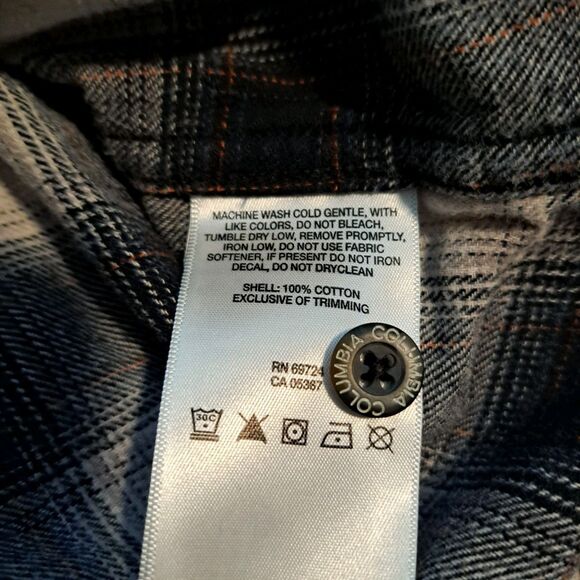 MACHINE WASH COLD GENTLE, WITH
LIKE COLORS, DO NOT BLEACH,
TUMBLE DRY LOW, REMOVE PROMPTLY,
IRON LOW, DO NOT USE FABRIC
SOFTENER, IF PRESENT DO NOT IRON
DECAL, DO NOT DRYCLEAN
SHELL: 100% COTTON
EXCLUSIVE OF TRIMMING
RN 69724
CA 05367
COLUMBIA COLUMBIA
30C